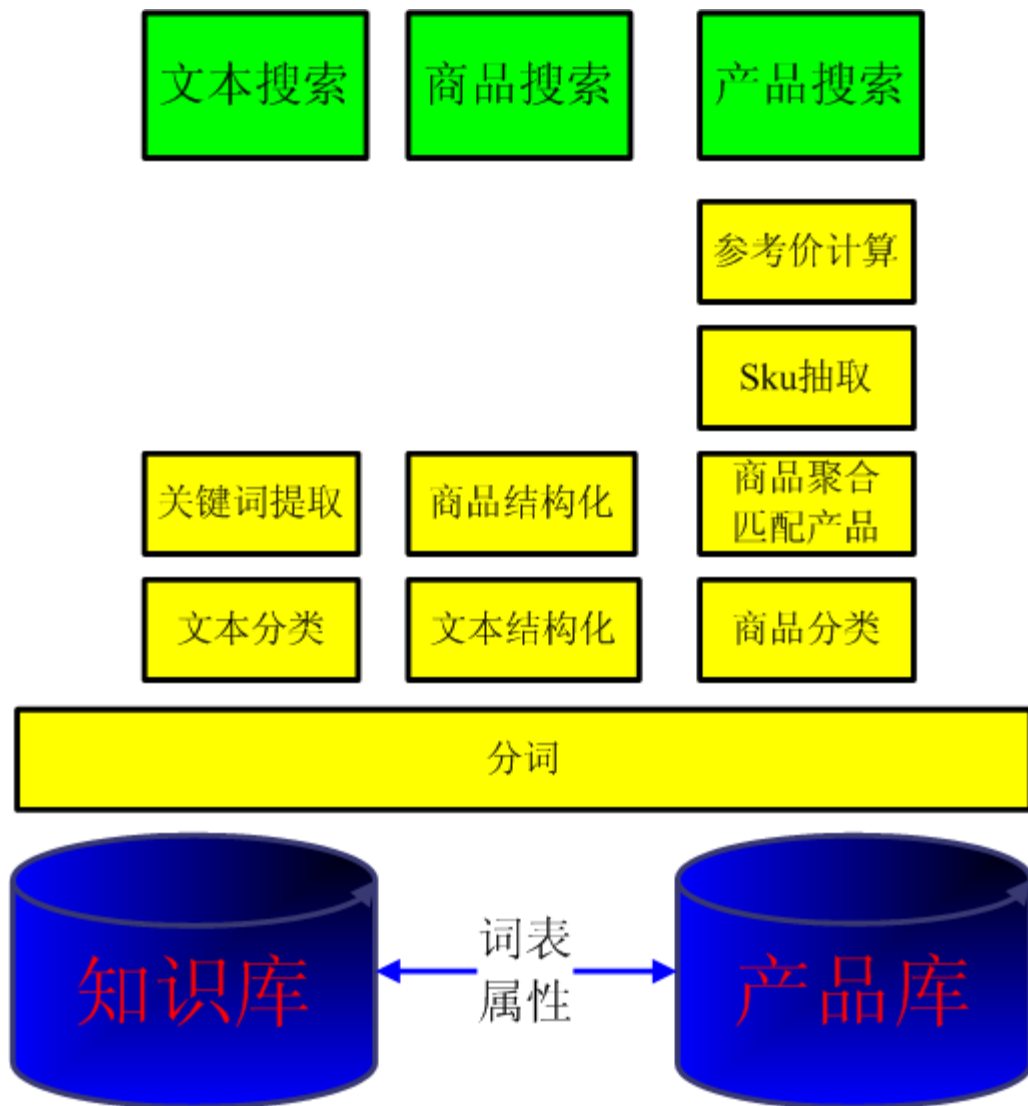 文本搜索
商品搜索
产品搜索
参考价计算
Sku抽取
关键词提取
商品结构化
商品聚合
匹配产品
文本分类
文本结构化
商品分类
分词
知识库
词表
属性
产品库